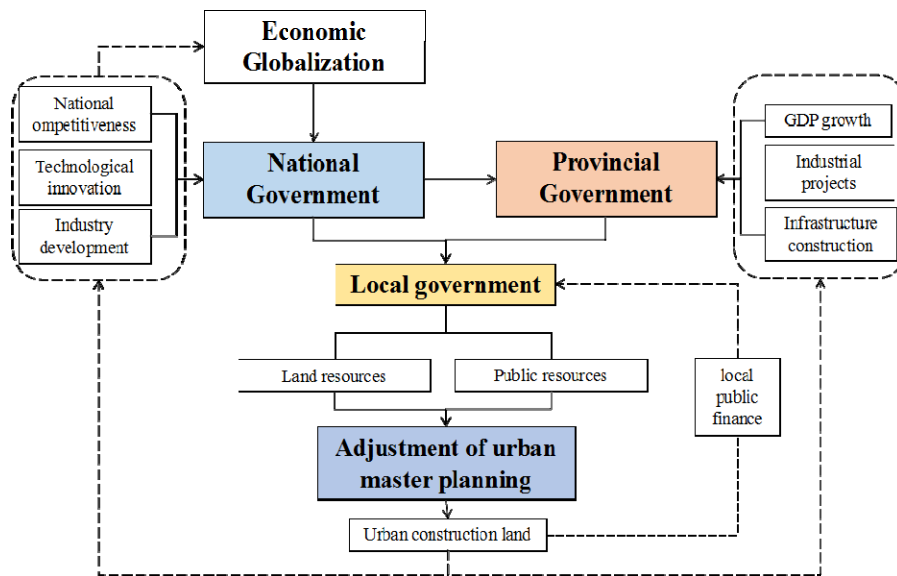 Economic
Globalization
National
ompetitiveness
Technological
innovation
Industry
development
National
Government
Provincial
Government
GDP growth
Industrial
projects
Infrastructure
construction
Local government
Land resources
Public resources
local
public
finance
Adjustment of urban
master planning
Urban construction land